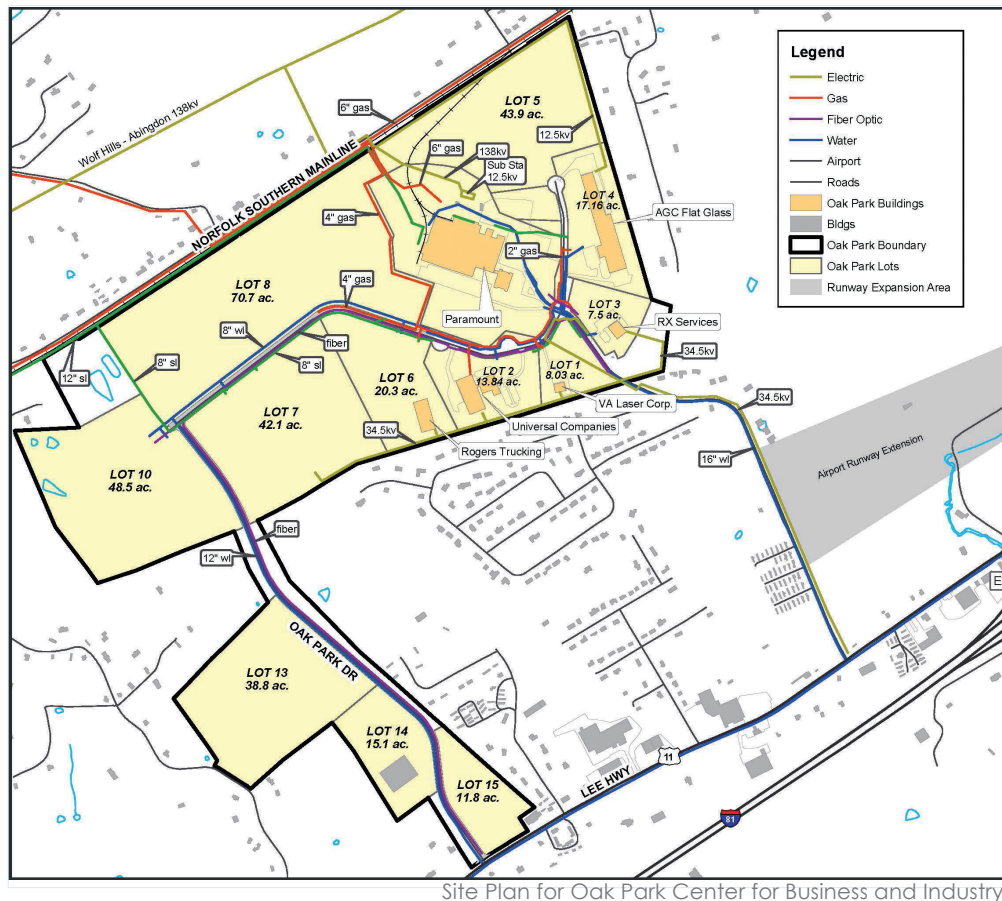 Legend
Electric
Gas
Fiber Optic
Water
Airport
Roads
Oak Park Buildings
Bldgs
Oak Park Boundary
Oak Park Lots
Runway Expansion Area
Wolf Hills - Abingdon 138kv
NORFOLK SOUTHERN MAINLINE
6" gas
LOT 5
43.9 ac.
12.5kv
138kv
6" gas
Sub Sta
12.5kv
LOT 4
17.16 ac.
AGC Flat Glass
4" gas
2" gas
LOT 8
70.7 ac.
4" gas
LOT 3
7.5 ac.
Paramount
RX Services
8" wl
fiber
34.5kv
12" sl
8" sl
8" sl
LOT 6
20.3 ac.
LOT 2
13.84 ac.
LOT 1
8.03 ac.
VA Laser Corp.
34.5kv
LOT 7
42.1 ac.
34.5kv
Universal Companies
Rogers Trucking
16" wl
Airport Runway Extension
LOT 10
48.5 ac.
fiber
12" wl
E
OAK PARK DR
LOT 13
38.8 ac.
LOT 14
15.1 ac.
LOT 15
11.8 ac.
LEE HWY
11
81
Site Plan for Oak Park Center for Business and Industry